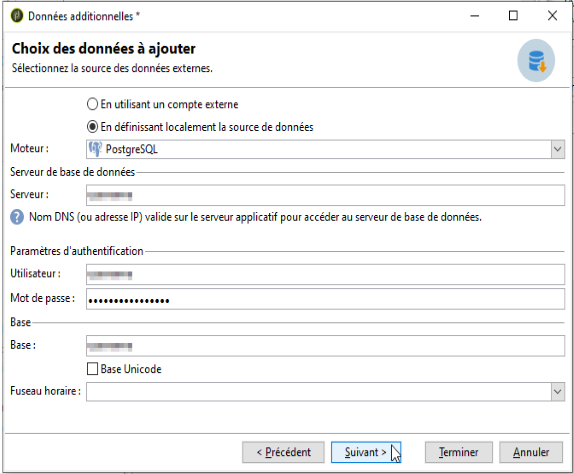 Données additionnelles *
Choix des données à ajouter
Sélectionnez la source des données externes.
En utilisant un compte externe
En définissant localement la source de données
Moteur : PostgreSQL
Serveur de base de données
Serveur :
? Nom DNS (ou adresse IP) valide sur le serveur applicatif pour accéder au serveur de base de données.
Paramètres d'authentification
Utilisateur :
Mot de passe : ••••••••••••••••
Base
Base :
Base Unicode
Fuseau horaire :
< Précédent Suivant > Terminer Annuler